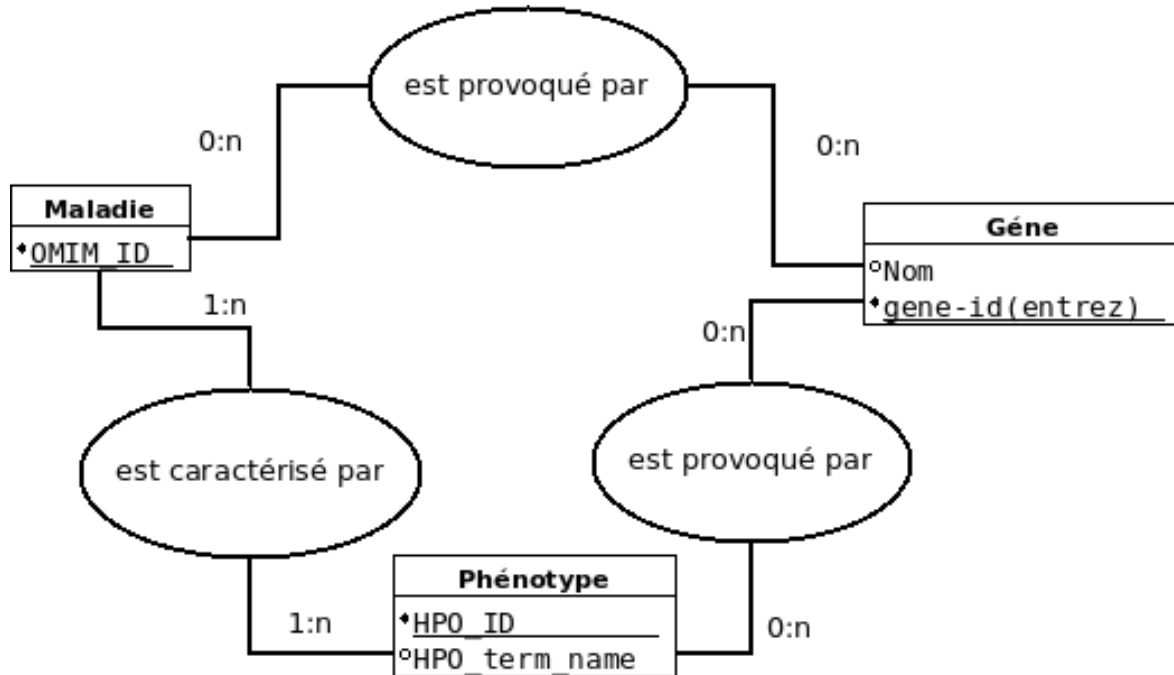 est provoqué par
0:n
0:n
Maladie
OMIM_ID
Géne
Nom
gene-id(entrez)
1:n
0:n
est caractérisé par
est provoqué par
Phénotype
HPO_ID
HPO_term_name
1:n
0:n